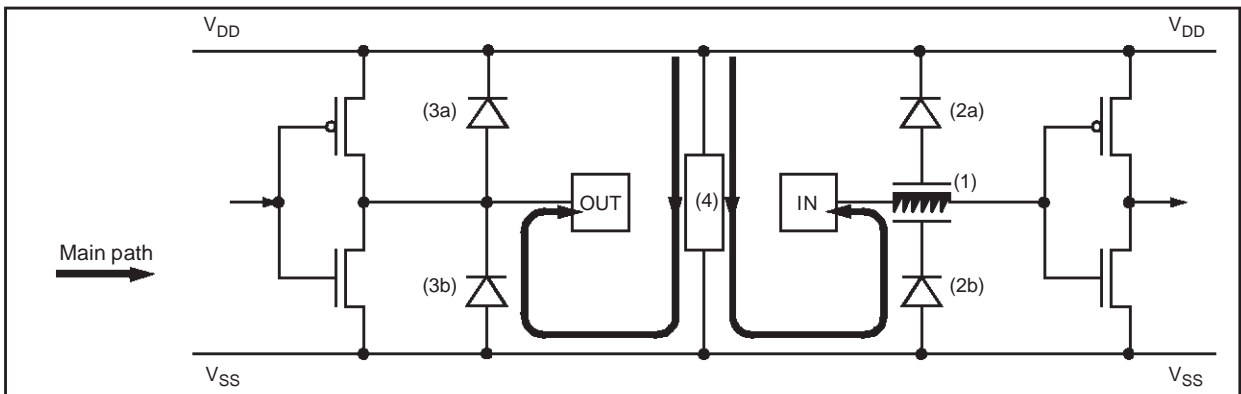 VDD VDD
(3a) (2a)
(1)
OUT (4) IN
Main path
(3b) (2b)
VSS VSS